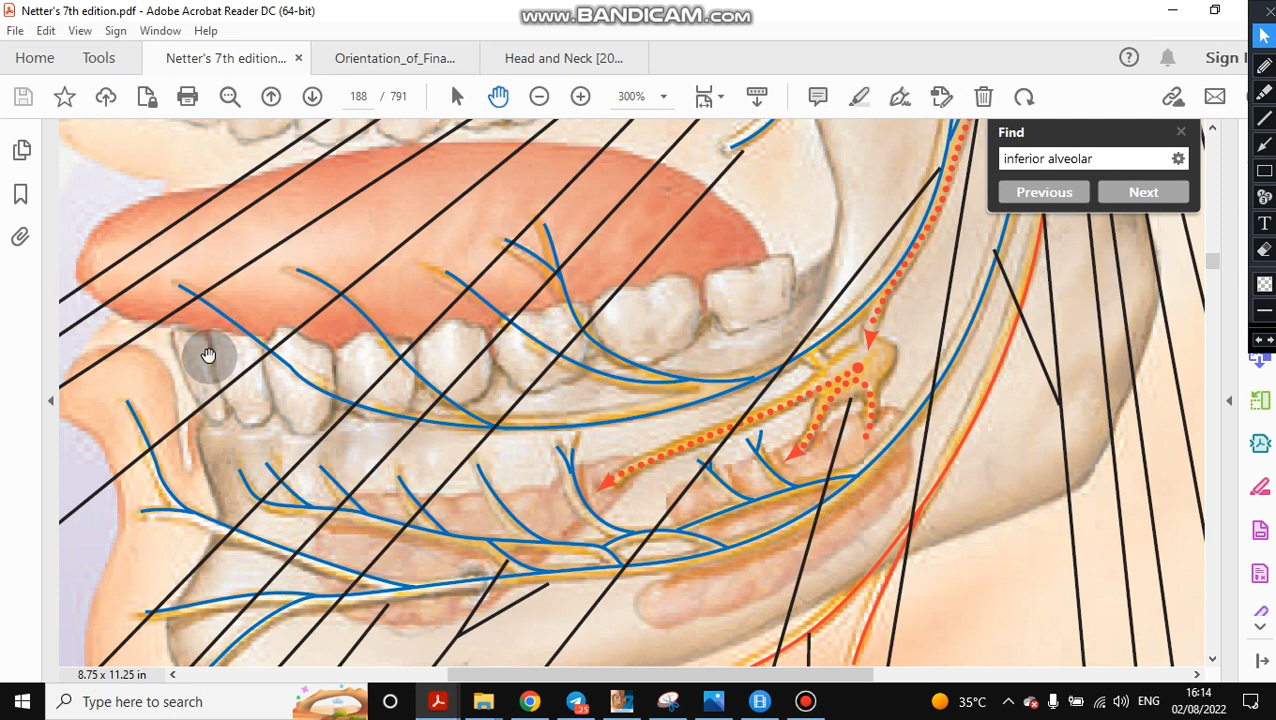 Netter's 7th edition.pdf - Adobe Acrobat Reader DC (64-bit)
www.BANDICAM.com
File Edit View Sign Window Help
Home Tools Netter's 7th edition... × Orientation_of_Fina... Head and Neck [20... Sign I
188 / 791 300%
Find
inferior alveolar
Previous Next
8.75 x 11.25 in
Type here to search
25
35°C
ENG
16:14
02/08/2022